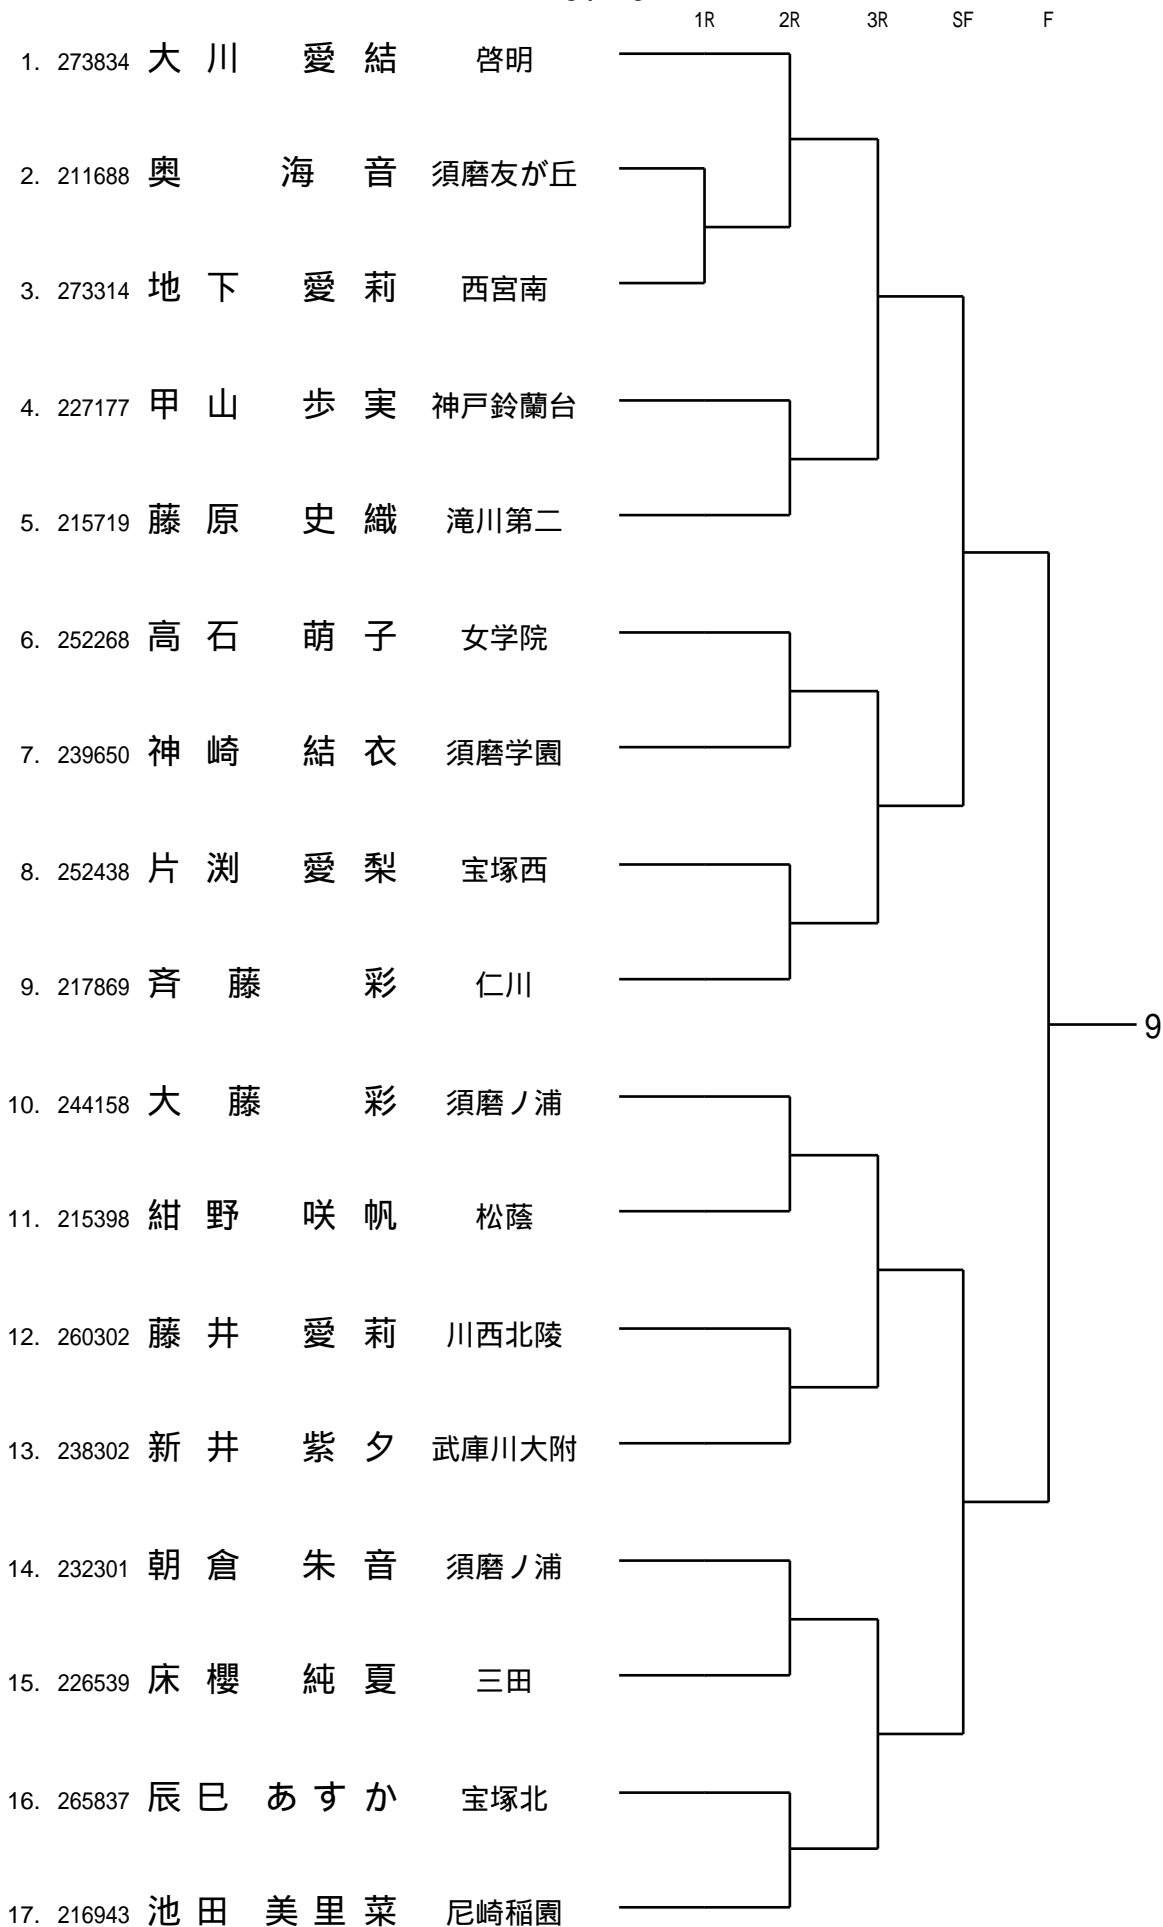 1R 2R 3R SF F
1. 273834 大川 愛結 啓明
2. 211688 奥 海音 須磨友が丘
3. 273314 地下 愛莉 西宮南
4. 227177 甲山 歩実 神戸鈴蘭台
5. 215719 藤原 史織 滝川第二
6. 252268 高石 萌子 女学院
7. 239650 神崎 結衣 須磨学園
8. 252438 片渕 愛梨 宝塚西
9. 217869 斉藤 彩 仁川
9
10. 244158 大藤 彩 須磨ノ浦
11. 215398 紺野 咲帆 松蔭
12. 260302 藤井 愛莉 川西北陵
13. 238302 新井 紫夕 武庫川大附
14. 232301 朝倉 朱音 須磨ノ浦
15. 226539 床櫻 純夏 三田
16. 265837 辰巳 あすか 宝塚北
17. 216943 池田 美里菜 尼崎稲園